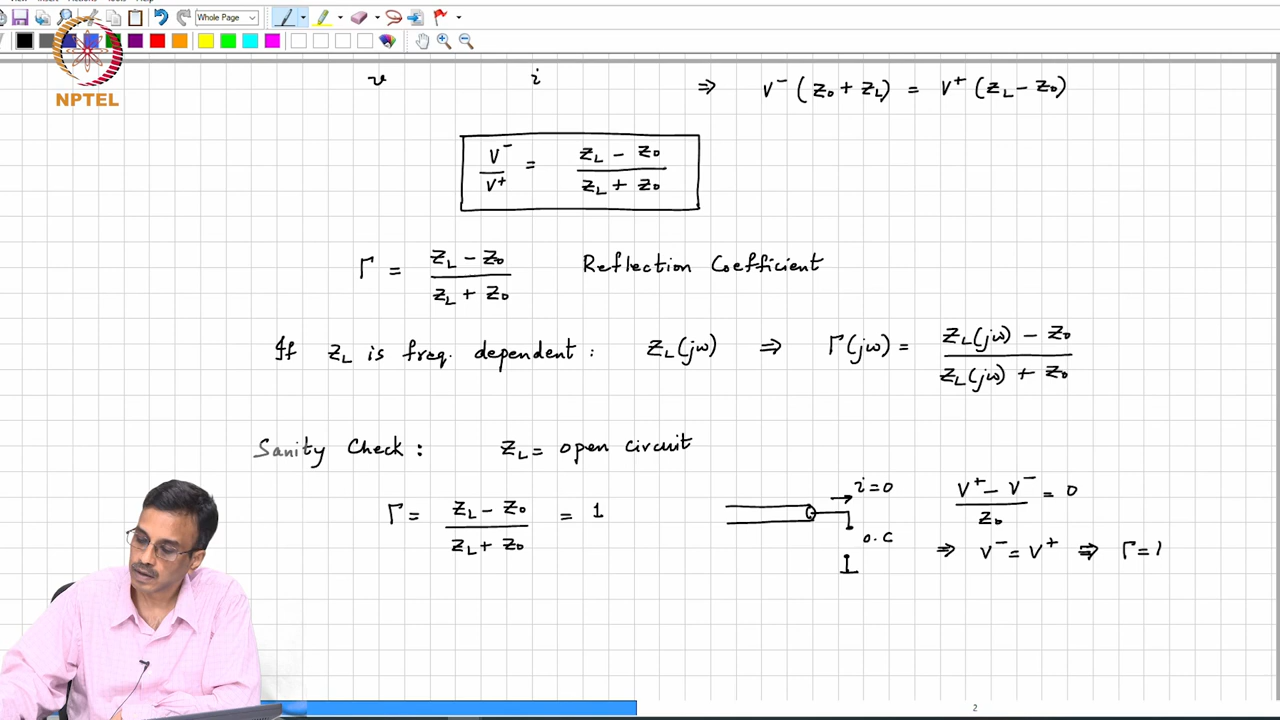 Whole Page
NPTEL
v i ⇒ V⁻ (Z₀ + Z_L) = V⁺ (Z_L − Z₀)
V⁻/V⁺ = (Z_L − Z₀)/(Z_L + Z₀)
Γ = (Z_L − Z₀)/(Z_L + Z₀) Reflection Coefficient
If Z_L is freq. dependent : Z_L(jω) ⇒ Γ(jω) = (Z_L(jω) − Z₀)/(Z_L(jω) + Z₀)
Sanity Check : Z_L = open circuit
Γ = (Z_L − Z₀)/(Z_L + Z₀) = 1
i=0
o.c
(V⁺ − V⁻)/Z₀ = 0
⇒ V⁻ = V⁺ ⇒ Γ = 1
2